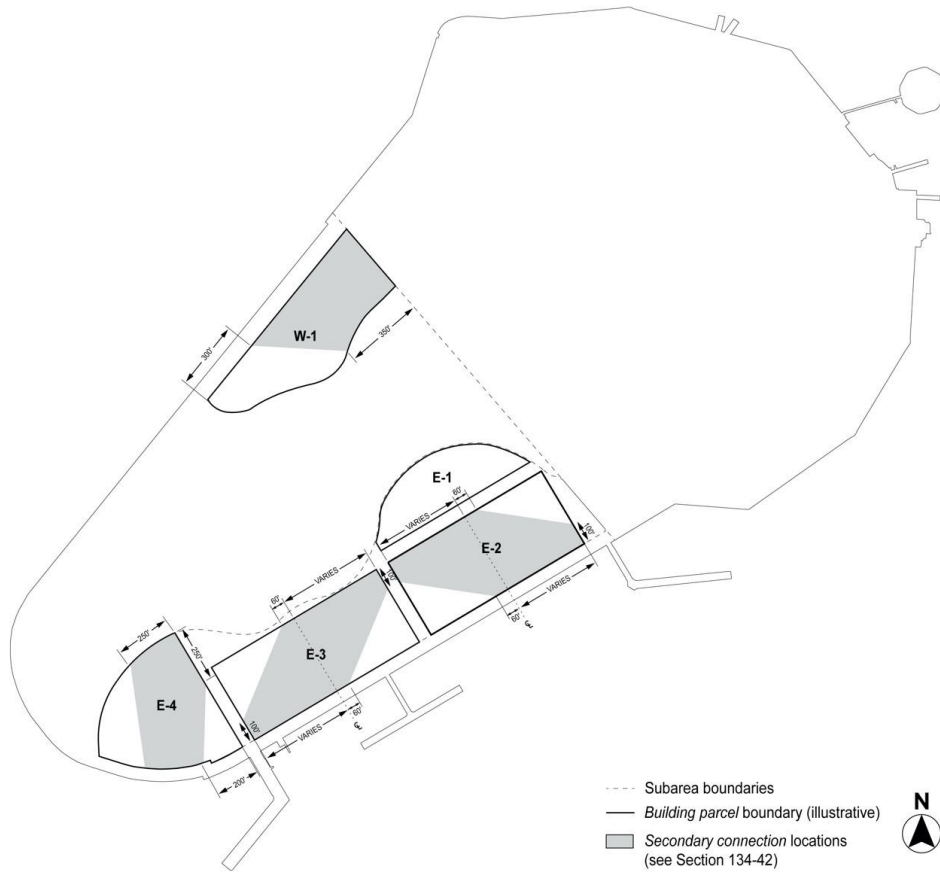 W-1
300'
350'
E-1
60'
VARIES
100'
E-2
100'
VARIES
60'
℄
60'
VARIES
E-3
250'
250'
E-4
100'
VARIES
60'
℄
200'
Subarea boundaries
Building parcel boundary (illustrative)
Secondary connection locations
(see Section 134-42)
N